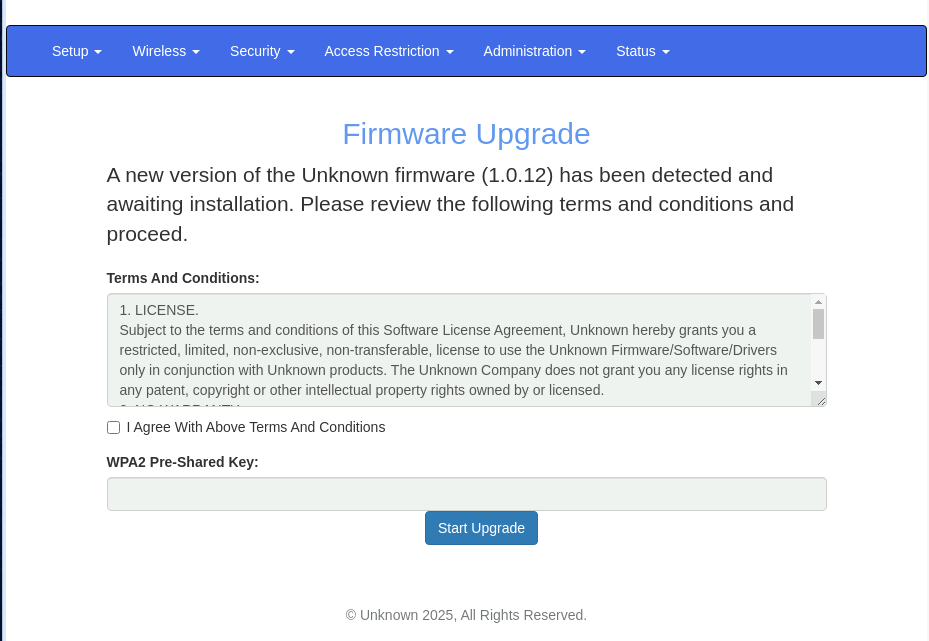 Setup Wireless Security Access Restriction Administration Status
Firmware Upgrade
A new version of the Unknown firmware (1.0.12) has been detected and
awaiting installation. Please review the following terms and conditions and
proceed.
Terms And Conditions:
1. LICENSE.
Subject to the terms and conditions of this Software License Agreement, Unknown hereby grants you a
restricted, limited, non-exclusive, non-transferable, license to use the Unknown Firmware/Software/Drivers
only in conjunction with Unknown products. The Unknown Company does not grant you any license rights in
any patent, copyright or other intellectual property rights owned by or licensed.
I Agree With Above Terms And Conditions
WPA2 Pre-Shared Key:
Start Upgrade
© Unknown 2025, All Rights Reserved.